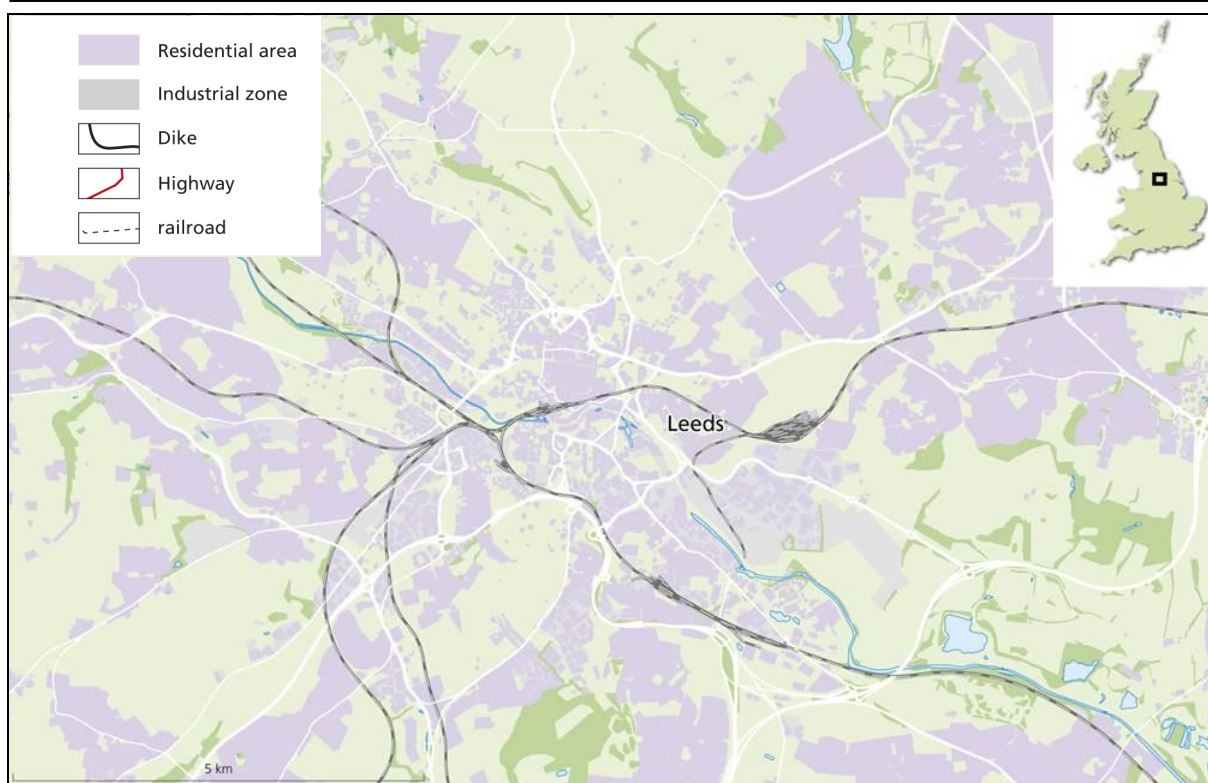 Residential area
Industrial zone
Dike
Highway
railroad
Leeds
5 km